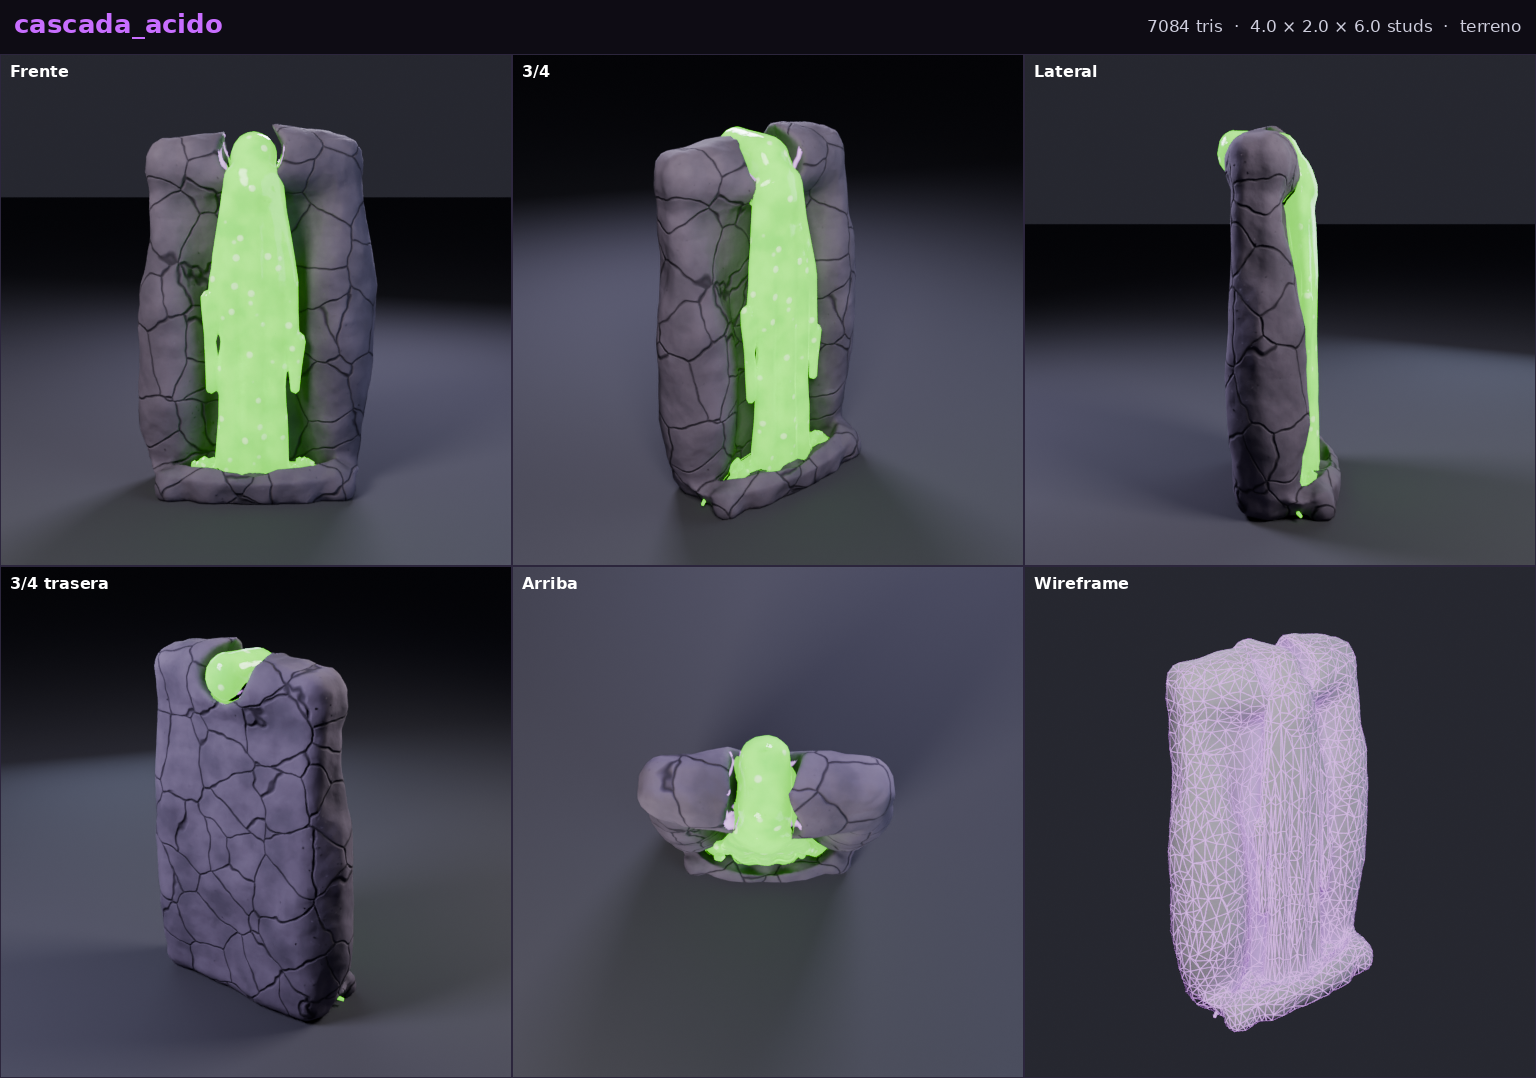 cascada_acido
7084 tris · 4.0 × 2.0 × 6.0 studs · terreno
Frente
3/4
Lateral
3/4 trasera
Arriba
Wireframe